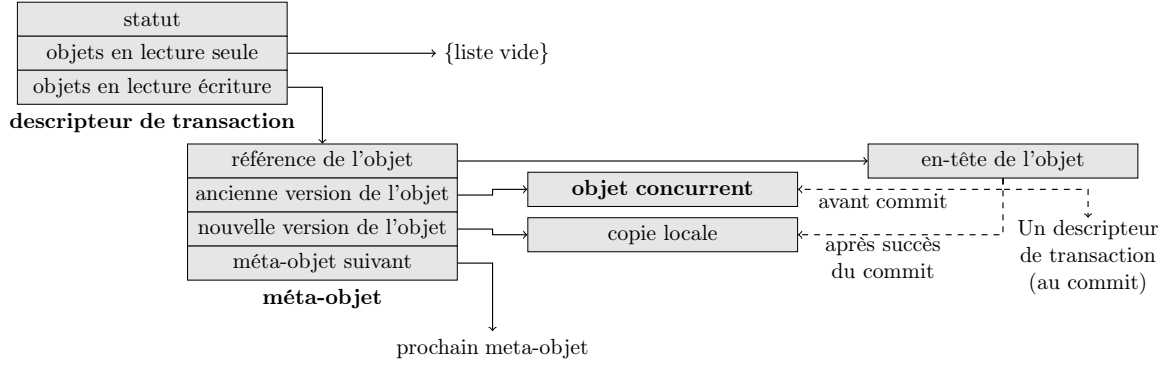 statut
objets en lecture seule
{liste vide}
objets en lecture écriture
descripteur de transaction
référence de l'objet
en-tête de l'objet
ancienne version de l'objet
objet concurrent
avant commit
nouvelle version de l'objet
copie locale
après succès
du commit
Un descripteur
de transaction
(au commit)
méta-objet suivant
méta-objet
prochain meta-objet